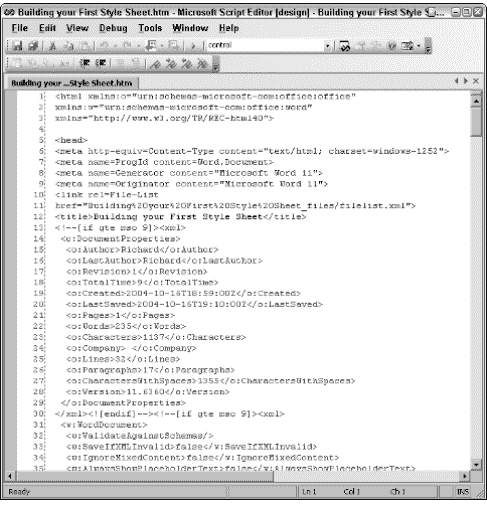 Building your First Style Sheet.htm - Microsoft Script Editor [design] - Building your First Style S...
File Edit View Debug Tools Window Help
control
Building your ...Style Sheet.htm
1 <html xmlns:o="urn:schemas-microsoft-com:office:office"
2 xmlns:w="urn:schemas-microsoft-com:office:word"
3 xmlns="http://www.w3.org/TR/REC-html40">
4
5 <head>
6 <meta http-equiv=Content-Type content="text/html; charset=windows-1252">
7 <meta name=ProgId content=Word.Document>
8 <meta name=Generator content="Microsoft Word 11">
9 <meta name=Originator content="Microsoft Word 11">
10 <link rel=File-List
11 href="Building%20your%20First%20Style%20Sheet_files/filelist.xml">
12 <title>Building your First Style Sheet</title>
13 <!--[if gte mso 9]><xml>
14 <o:DocumentProperties>
15 <o:Author>Richard</o:Author>
16 <o:LastAuthor>Richard</o:LastAuthor>
17 <o:Revision>1</o:Revision>
18 <o:TotalTime>9</o:TotalTime>
19 <o:Created>2004-10-16T18:59:00Z</o:Created>
20 <o:LastSaved>2004-10-16T19:10:00Z</o:LastSaved>
21 <o:Pages>1</o:Pages>
22 <o:Words>235</o:Words>
23 <o:Characters>1137</o:Characters>
24 <o:Company> </o:Company>
25 <o:Lines>32</o:Lines>
26 <o:Paragraphs>17</o:Paragraphs>
27 <o:CharactersWithSpaces>1355</o:CharactersWithSpaces>
28 <o:Version>11.6360</o:Version>
29 </o:DocumentProperties>
30 </xml><![endif]--><!--[if gte mso 9]><xml>
31 <w:WordDocument>
32 <w:ValidateAgainstSchemas/>
33 <w:SaveIfXMLInvalid>false</w:SaveIfXMLInvalid>
34 <w:IgnoreMixedContent>false</w:IgnoreMixedContent>
35 <w:AlwaysShowPlaceholderText>false</w:AlwaysShowPlaceholderText>
Ready Ln 1 Col 1 Ch 1 INS